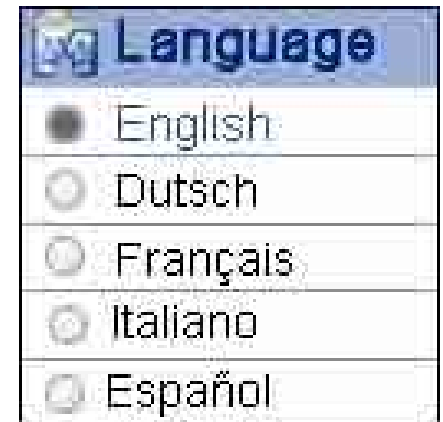 Language
English
Dutsch
Français
Italiano
Español